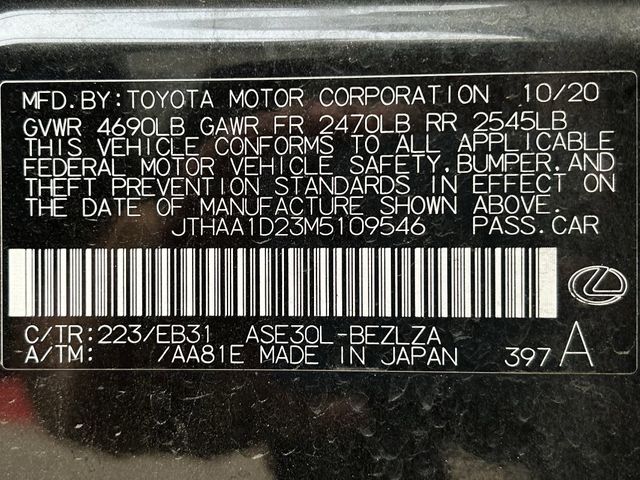 MFD.BY:TOYOTA MOTOR CORPORATION 10/20
GVWR 4690LB GAWR FR 2470LB RR 2545LB
THIS VEHICLE CONFORMS TO ALL APPLICABLE
FEDERAL MOTOR VEHICLE SAFETY,BUMPER,AND
THEFT PREVENTION STANDARDS IN EFFECT ON
THE DATE OF MANUFACTURE SHOWN ABOVE.
JTHAA1D23M5109546 PASS.CAR
C/TR:223/EB31 ASE30L-BEZLZA
A/TM: /AA81E MADE IN JAPAN 397 A